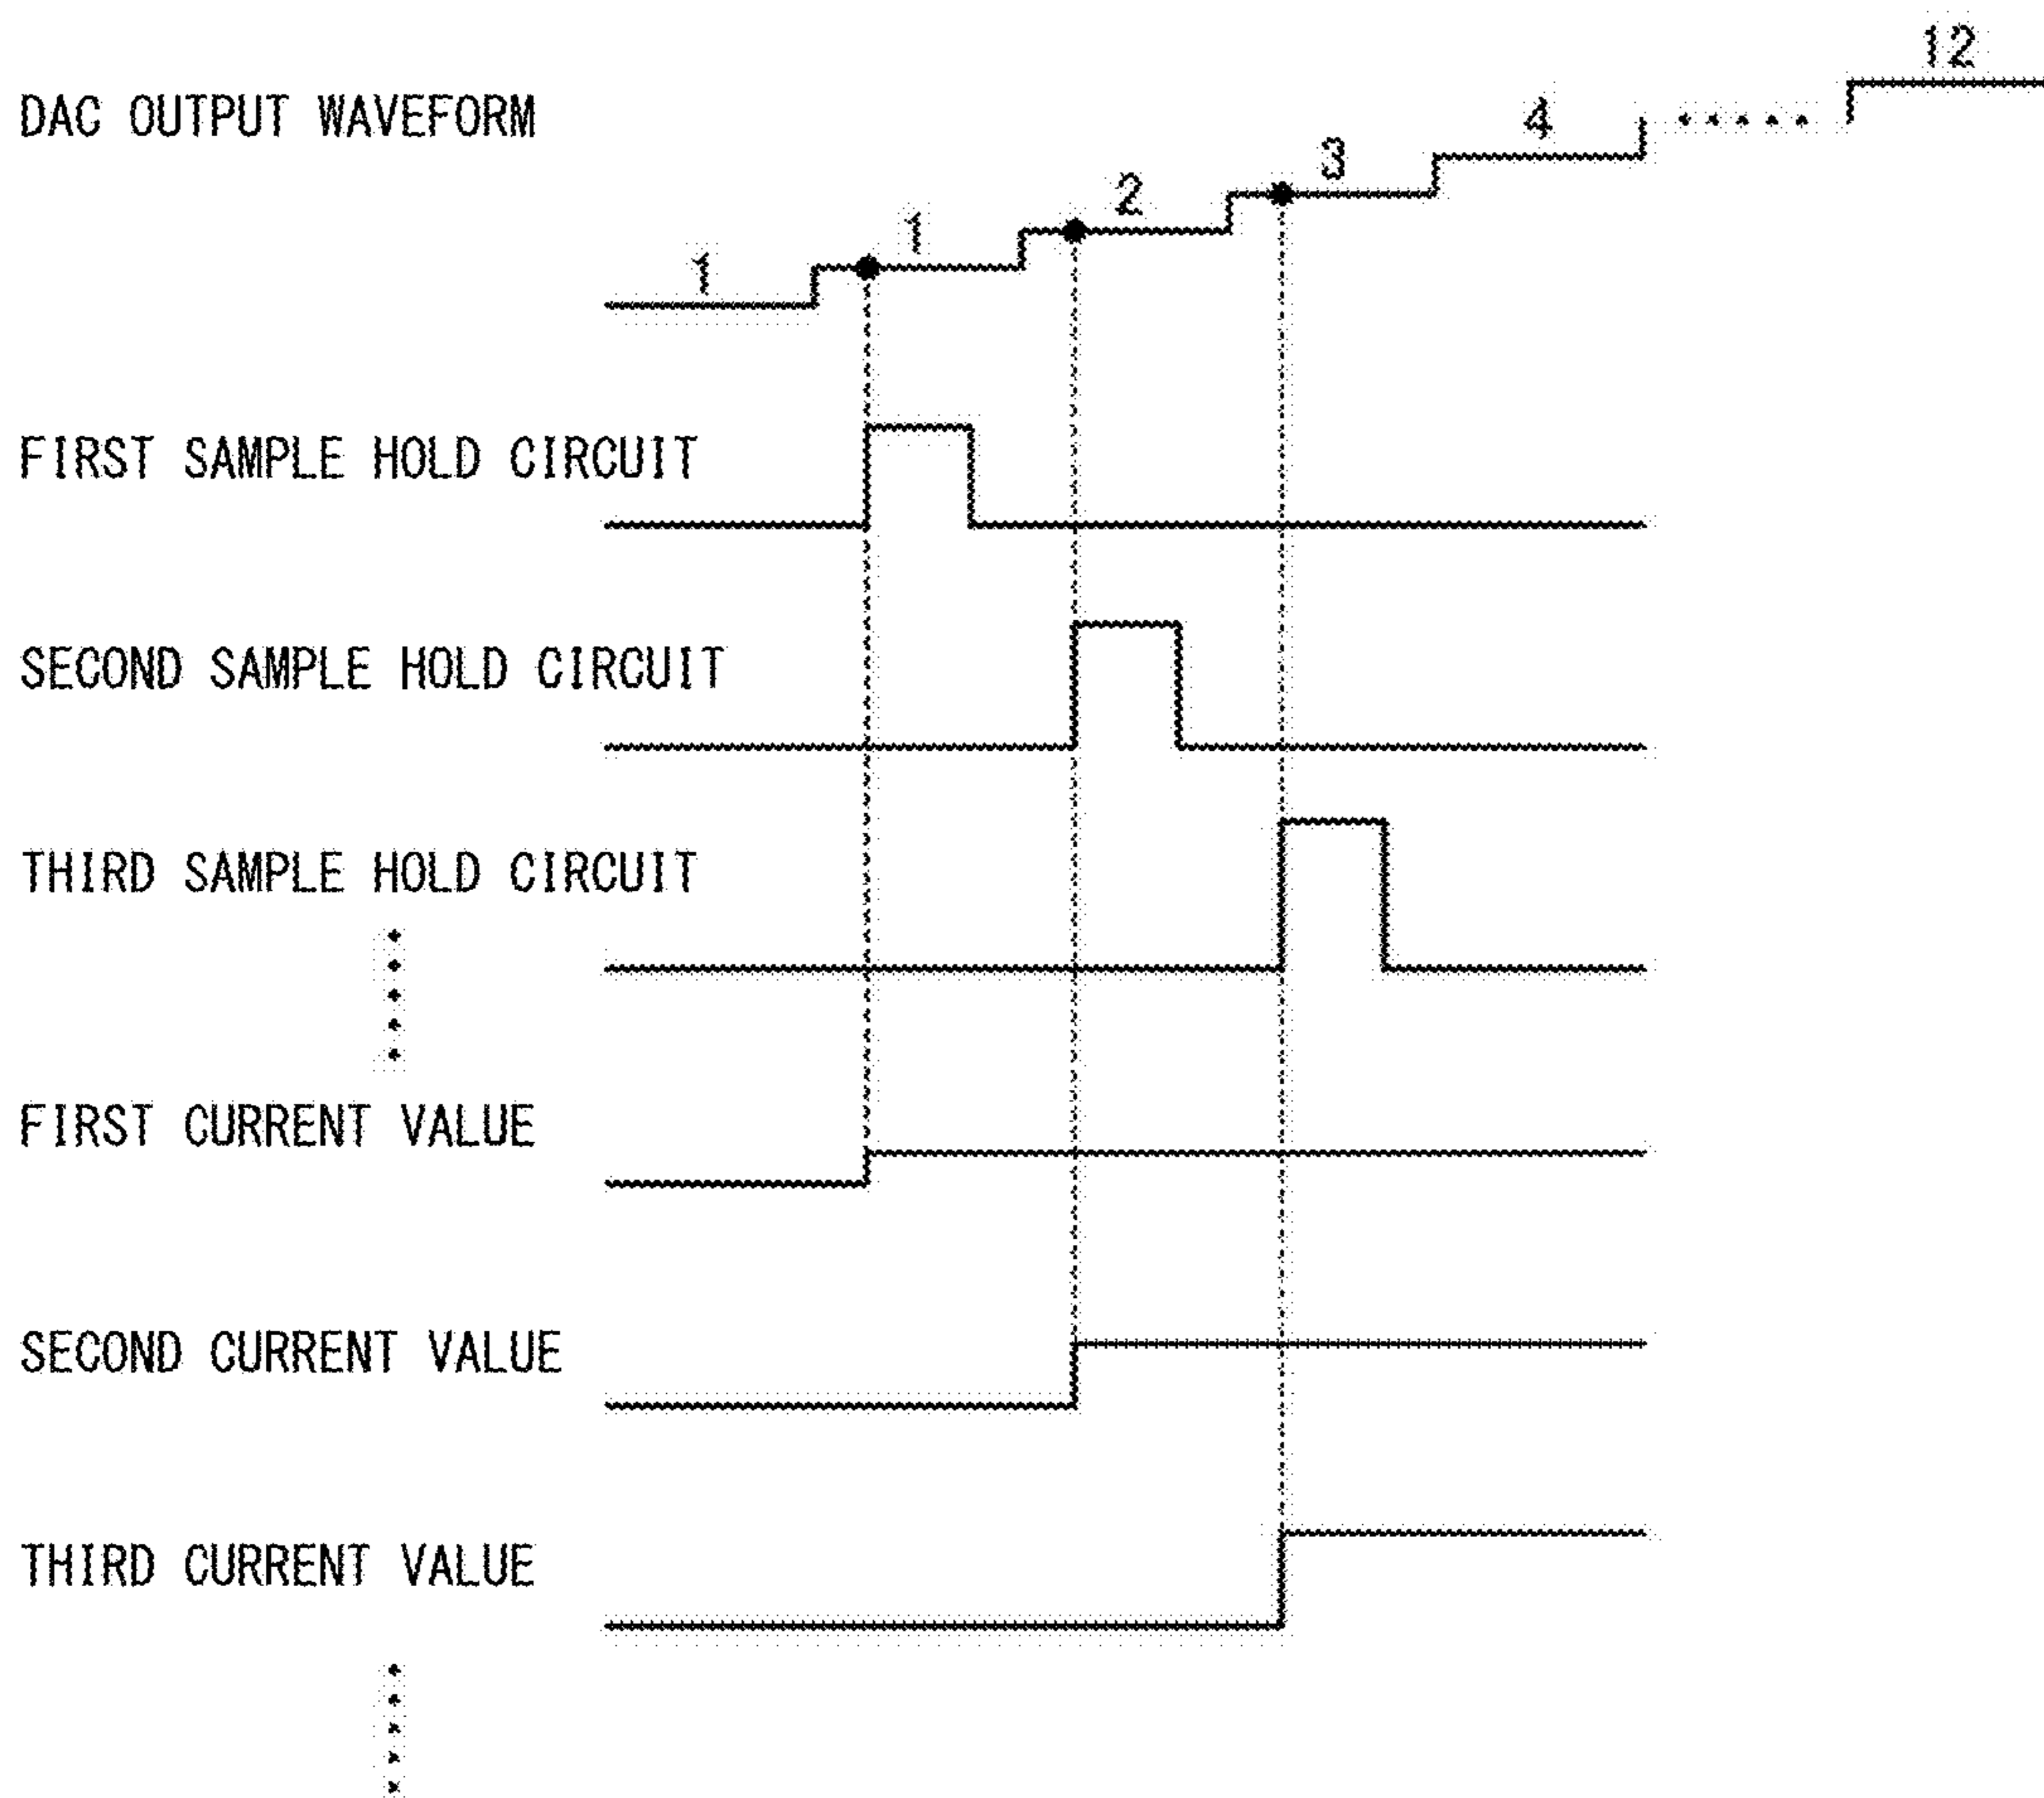 12
DAC OUTPUT WAVEFORM
4
3
2
1
1
FIRST SAMPLE HOLD CIRCUIT
SECOND SAMPLE HOLD CIRCUIT
THIRD SAMPLE HOLD CIRCUIT
FIRST CURRENT VALUE
SECOND CURRENT VALUE
THIRD CURRENT VALUE